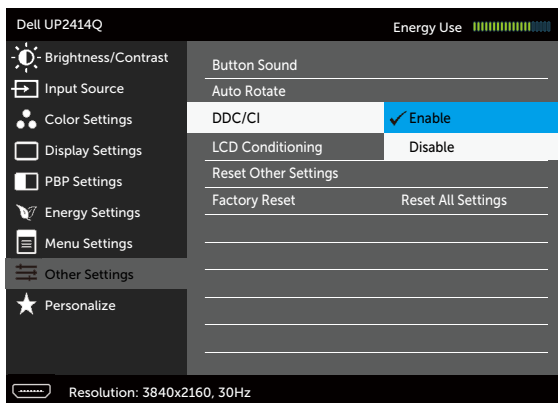 Dell UP2414Q
Energy Use
Brightness/Contrast
Input Source
Color Settings
Display Settings
PBP Settings
Energy Settings
Menu Settings
Other Settings
Personalize
Button Sound
Auto Rotate
DDC/CI
Enable
LCD Conditioning
Disable
Reset Other Settings
Factory Reset
Reset All Settings
Resolution: 3840x2160, 30Hz